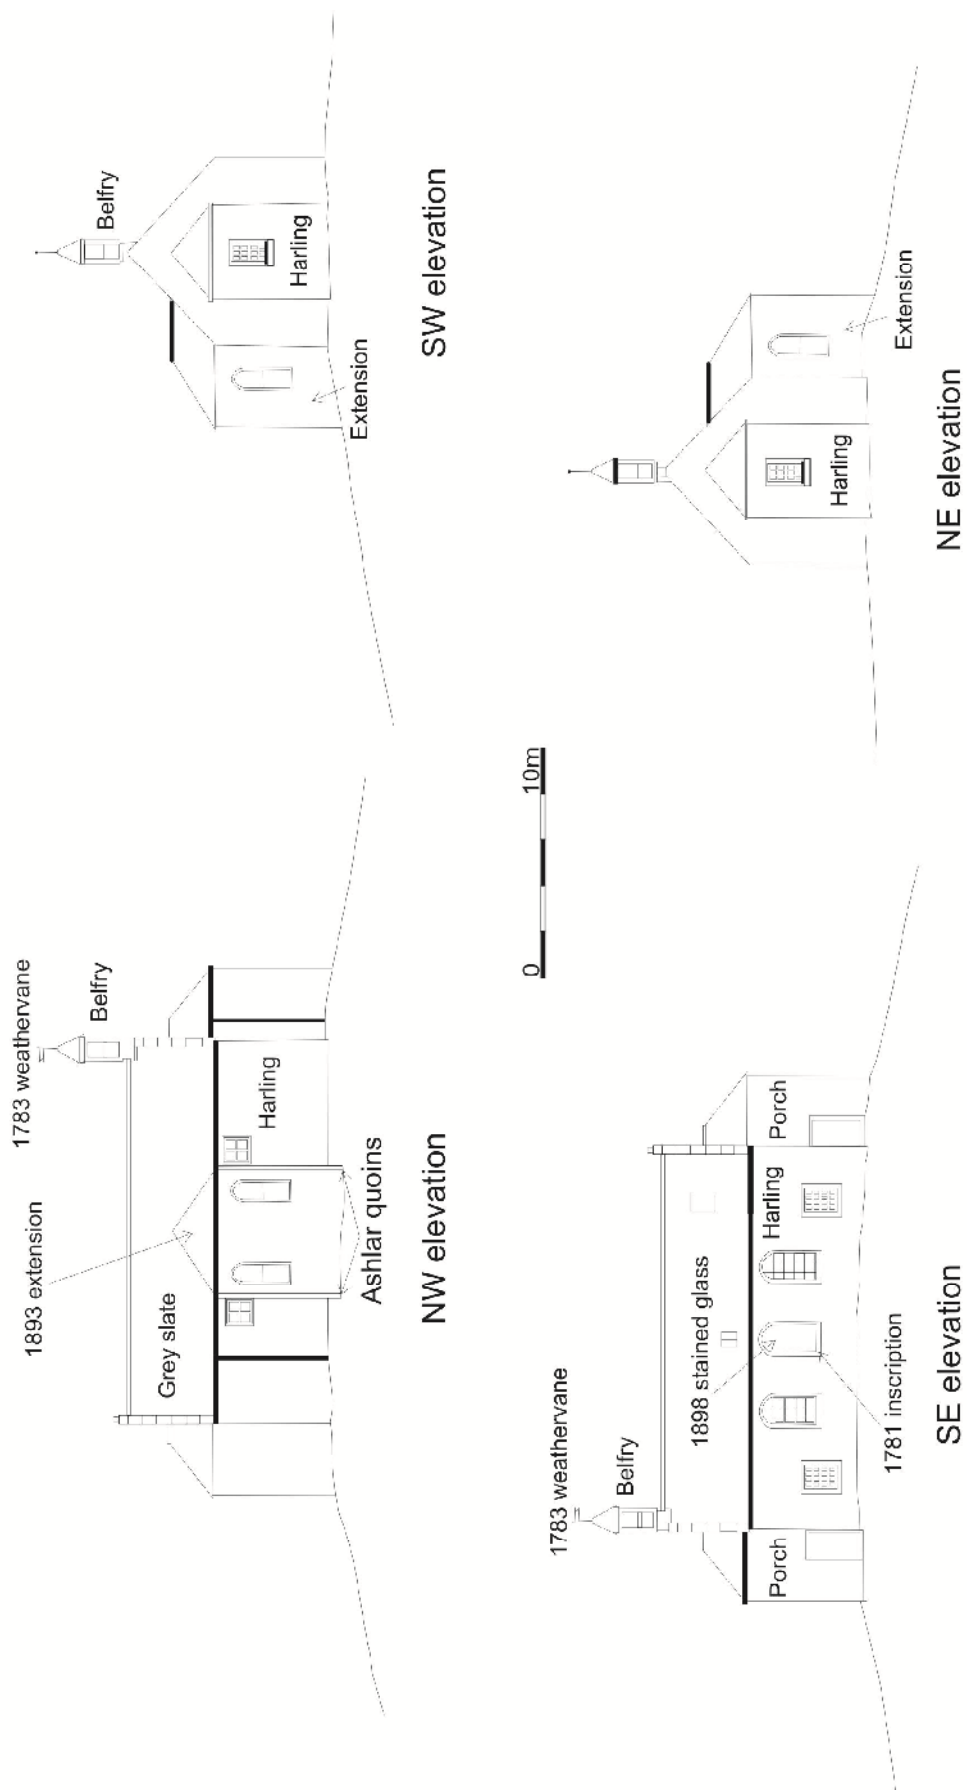 1893 extension
1783 weathervane
Belfry
Grey slate
Harling
Ashlar quoins
NW elevation
Belfry
Harling
Extension
SW elevation
0
10m
1783 weathervane
Belfry
1898 stained glass
Porch
Harling
Porch
1781 inscription
SE elevation
Harling
Extension
NE elevation